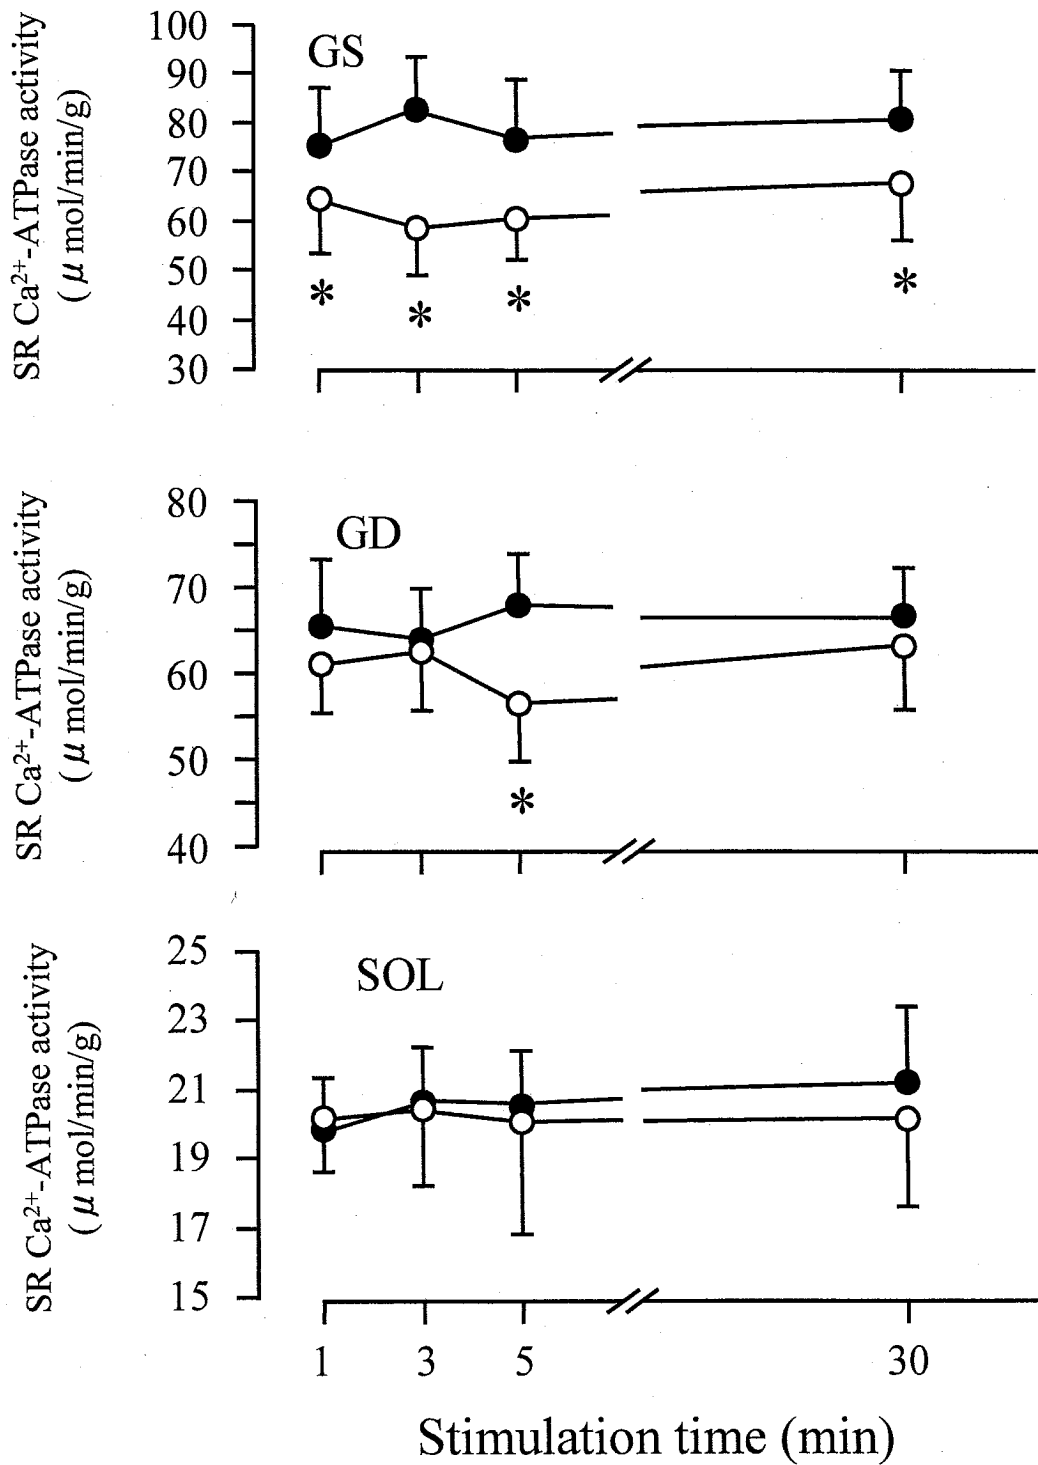 SR Ca²⁺-ATPase activity
(μ mol/min/g)
100
90
80
70
60
50
40
30
GS
*
*
*
*
SR Ca²⁺-ATPase activity
(μ mol/min/g)
80
70
60
50
40
GD
*
SR Ca²⁺-ATPase activity
(μ mol/min/g)
25
23
21
19
17
15
SOL
1 3 5 30
Stimulation time (min)